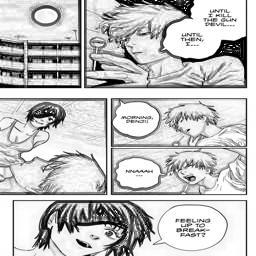 UNTIL
I KILL
THE GUN
DEVIL...
UNTIL
THEN,
I...
MORNING,
DENJI!
NNAAAH
...
FEELING
UP TO
BREAK-
FAST?